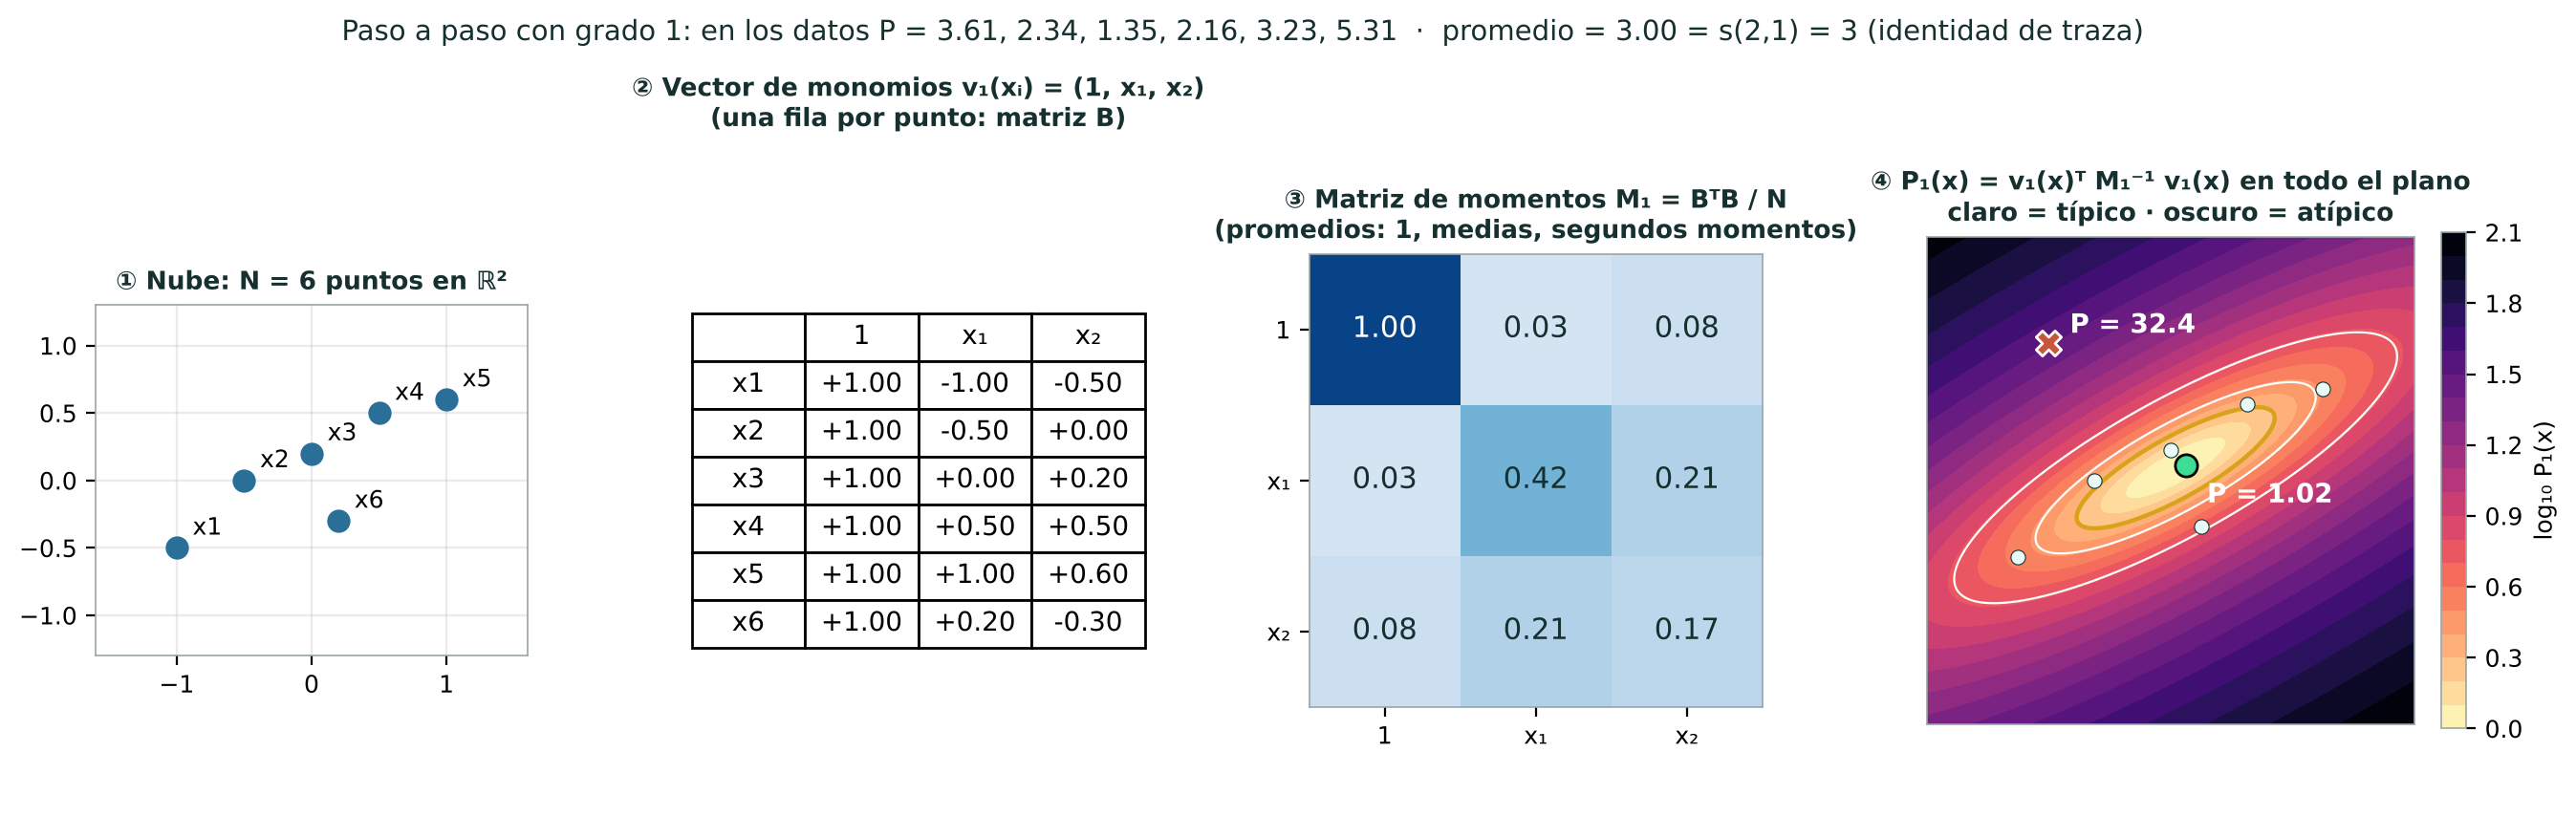 Paso a paso con grado 1: en los datos P = 3.61, 2.34, 1.35, 2.16, 3.23, 5.31 · promedio = 3.00 = s(2,1) = 3 (identidad de traza)
① Nube: N = 6 puntos en ℝ²
1.0
0.5
0.0
−0.5
−1.0
−1
0
1
x1
x2
x3
x4
x5
x6
② Vector de monomios v₁(xᵢ) = (1, x₁, x₂)
(una fila por punto: matriz B)
1 x₁ x₂
x1 +1.00 -1.00 -0.50
x2 +1.00 -0.50 +0.00
x3 +1.00 +0.00 +0.20
x4 +1.00 +0.50 +0.50
x5 +1.00 +1.00 +0.60
x6 +1.00 +0.20 -0.30
③ Matriz de momentos M₁ = BᵀB / N
(promedios: 1, medias, segundos momentos)
1 1.00 0.03 0.08
x₁ 0.03 0.42 0.21
x₂ 0.08 0.21 0.17
1 x₁ x₂
④ P₁(x) = v₁(x)ᵀ M₁⁻¹ v₁(x) en todo el plano
claro = típico · oscuro = atípico
P = 32.4
P = 1.02
2.1
1.8
1.5
1.2
0.9
0.6
0.3
0.0
log₁₀ P₁(x)